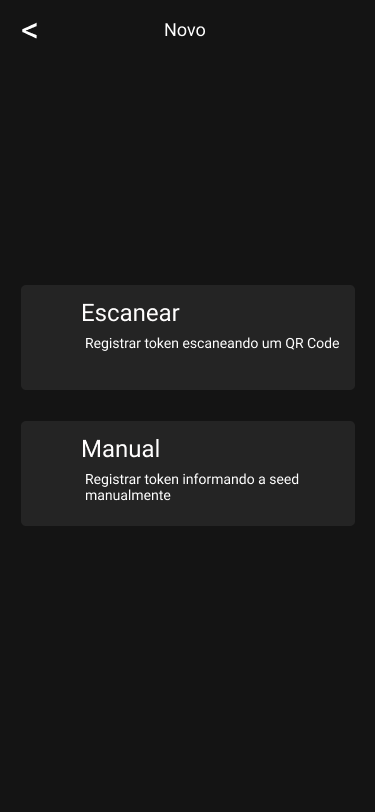 < Novo
Escanear
Registrar token escaneando um QR Code
Manual
Registrar token informando a seed
manualmente